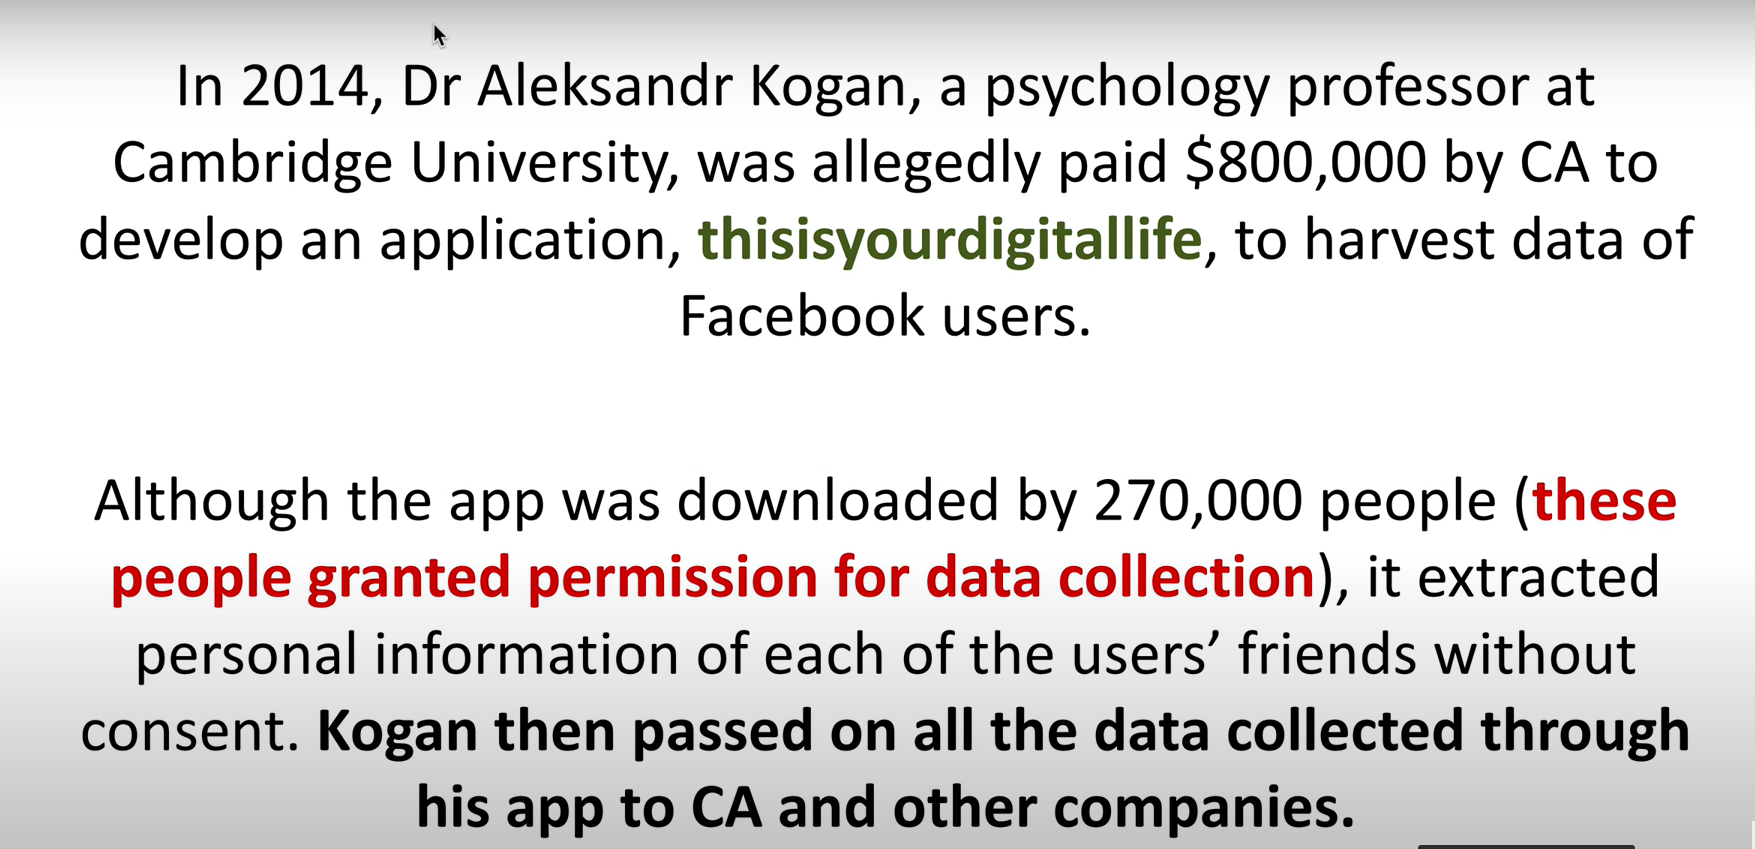 In 2014, Dr Aleksandr Kogan, a psychology professor at
Cambridge University, was allegedly paid $800,000 by CA to
develop an application, thisisyourdigitallife, to harvest data of
Facebook users.
Although the app was downloaded by 270,000 people (these
people granted permission for data collection), it extracted
personal information of each of the users’ friends without
consent. Kogan then passed on all the data collected through
his app to CA and other companies.